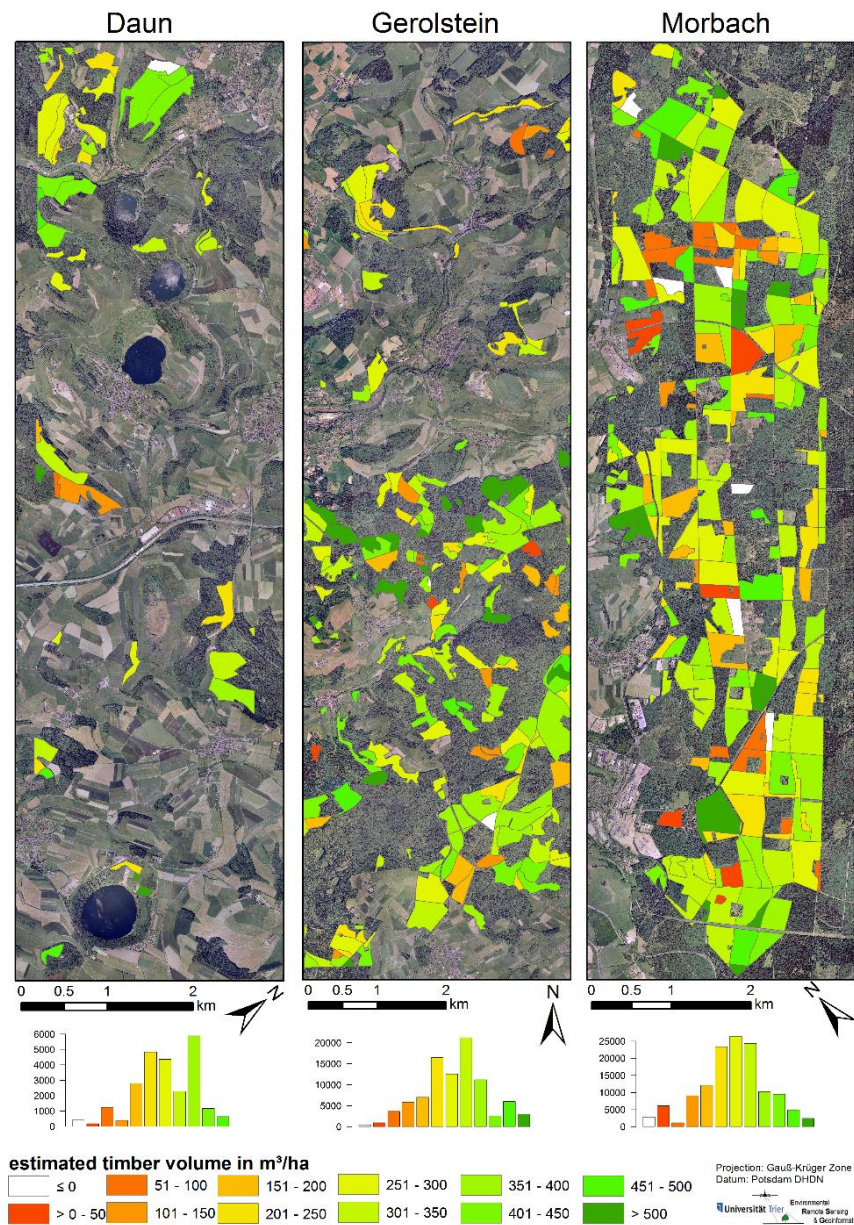 Daun Gerolstein Morbach
0 0.5 1 2 km N
0 0.5 1 2 km N
0 0.5 1 2 km N
6000
5000
4000
3000
2000
1000
0
20000
15000
10000
5000
0
25000
20000
15000
10000
5000
0
estimated timber volume in m³/ha
≤ 0 51 - 100 151 - 200 251 - 300 351 - 400 451 - 500
> 0 - 50 101 - 150 201 - 250 301 - 350 401 - 450 > 500
Projection: Gauß-Krüger Zone
Datum: Potsdam DHDN
Universität Trier
Environmental
Remote Sensing
& Geoinformatics